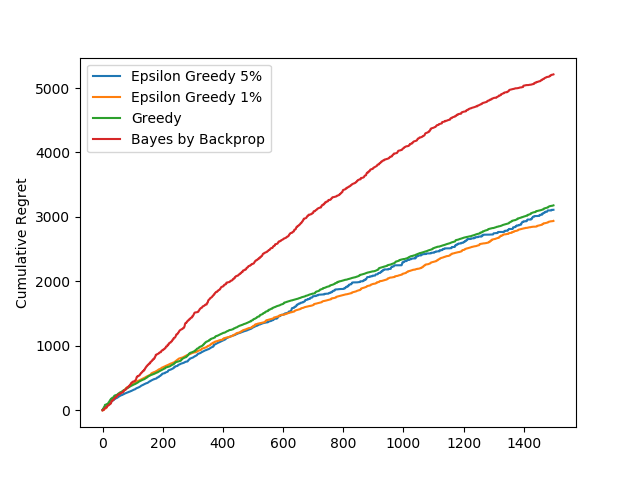 Epsilon Greedy 5%
Epsilon Greedy 1%
Greedy
Bayes by Backprop
Cumulative Regret
5000
4000
3000
2000
1000
0
0 200 400 600 800 1000 1200 1400